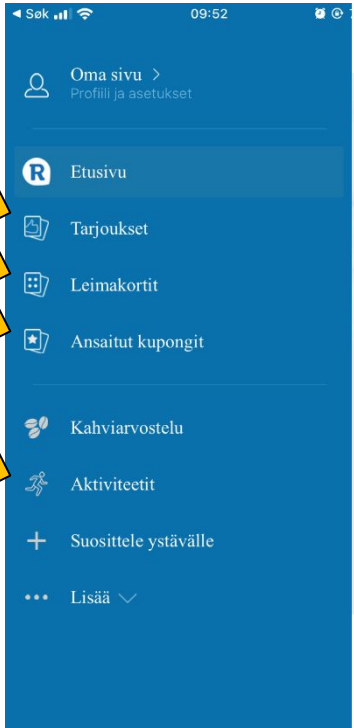 Søk
09:52
Oma sivu >
Profiili ja asetukset
R Etusivu
Tarjoukset
Leimakortit
Ansaitut kupongit
Kahviarvostelu
Aktiviteetit
Suosittele ystävälle
Lisää